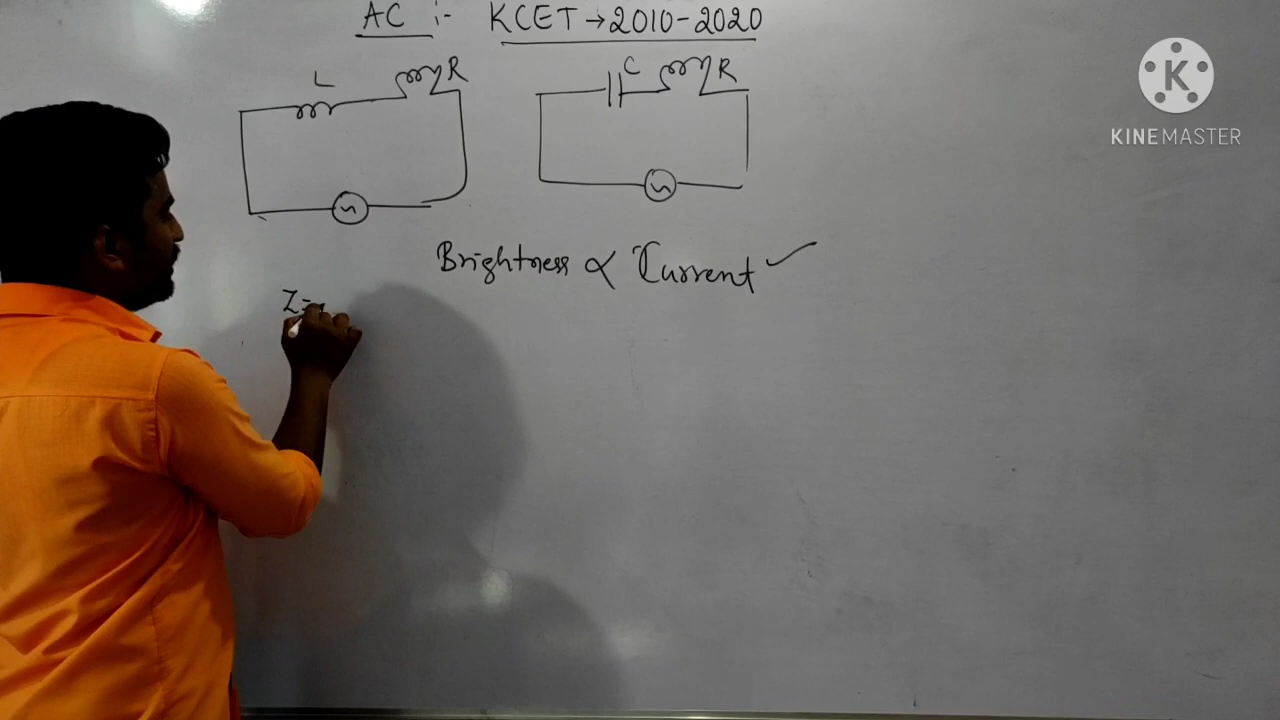 AC :- KCET→2010-2020
L R
C R
Brightness ∝ Current ✓
Z=
K
KINEMASTER